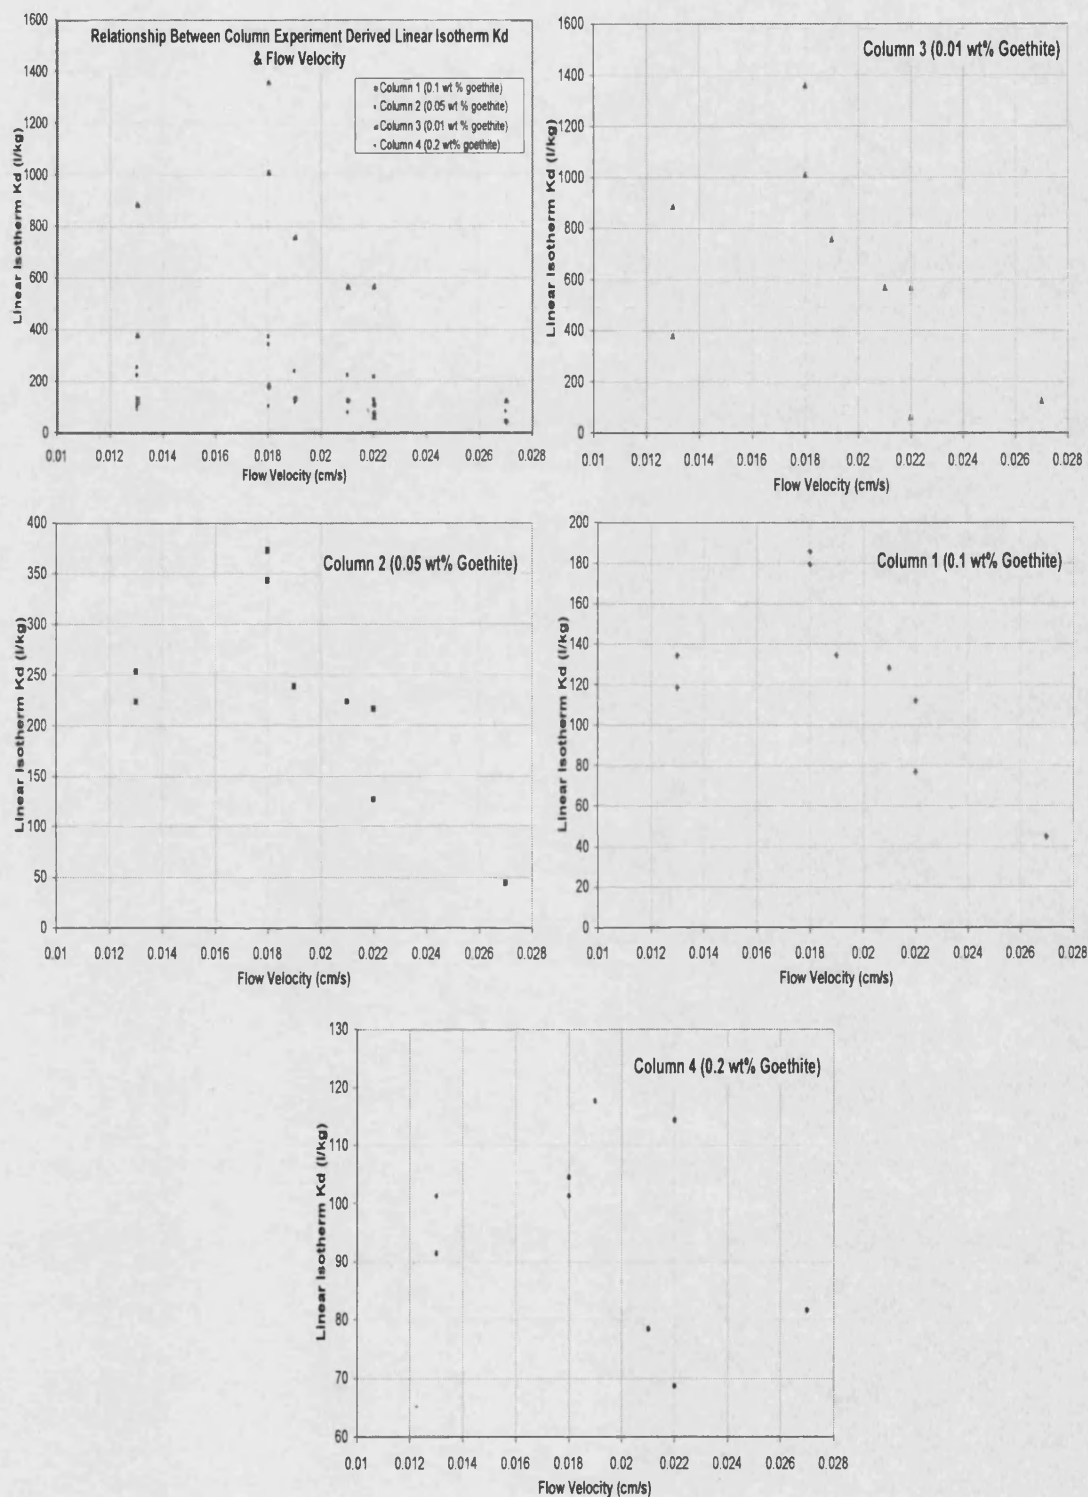 Relationship Between Column Experiment Derived Linear Isotherm Kd
& Flow Velocity
Column 1 (0.1 wt % goethite)
Column 2 (0.05 wt % goethite)
Column 3 (0.01 wt % goethite)
Column 4 (0.2 wt% goethite)
Linear Isotherm Kd (l/kg)
1600
1400
1200
1000
800
600
400
200
0
0.01 0.012 0.014 0.016 0.018 0.02 0.022 0.024 0.026 0.028
Flow Velocity (cm/s)
Column 3 (0.01 wt% Goethite)
Linear Isotherm Kd (l/kg)
1600
1400
1200
1000
800
600
400
200
0
0.01 0.012 0.014 0.016 0.018 0.02 0.022 0.024 0.026 0.028
Flow Velocity (cm/s)
Column 2 (0.05 wt% Goethite)
Linear Isotherm Kd (l/kg)
400
350
300
250
200
150
100
50
0
0.01 0.012 0.014 0.016 0.018 0.02 0.022 0.024 0.026 0.028
Flow Velocity (cm/s)
Column 1 (0.1 wt% Goethite)
Linear Isotherm Kd (l/kg)
200
180
160
140
120
100
80
60
40
20
0
0.01 0.012 0.014 0.016 0.018 0.02 0.022 0.024 0.026 0.028
Flow Velocity (cm/s)
Column 4 (0.2 wt% Goethite)
Linear Isotherm Kd (l/kg)
130
120
110
100
90
80
70
60
0.01 0.012 0.014 0.016 0.018 0.02 0.022 0.024 0.026 0.028
Flow Velocity (cm/s)